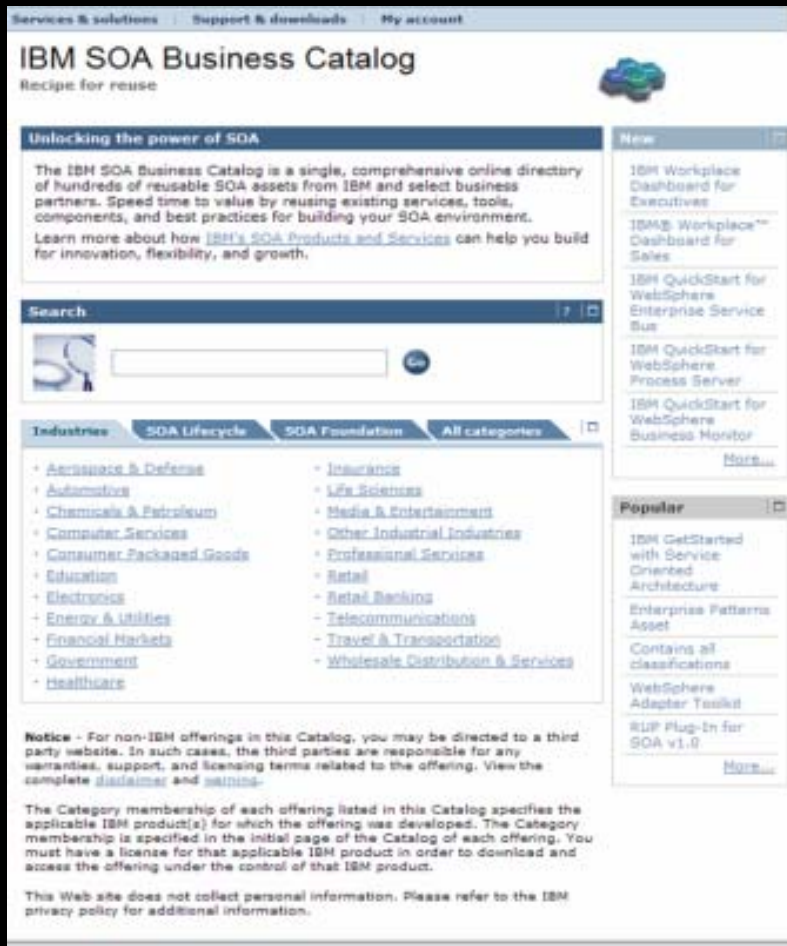 Services & solutions
Support & downloads
My account
IBM SOA Business Catalog
Recipe for reuse
Unlocking the power of SOA
The IBM SOA Business Catalog is a single, comprehensive online directory
of hundreds of reusable SOA assets from IBM and select business
partners. Speed time to value by reusing existing services, tools,
components, and best practices for building your SOA environment.
Learn more about how IBM's SOA Products and Services can help you build
for innovation, flexibility, and growth.
Search
?
Go
Industries
SOA Lifecycle
SOA Foundation
All categories
Aerospace & Defense
Automotive
Chemicals & Petroleum
Computer Services
Consumer Packaged Goods
Education
Electronics
Energy & Utilities
Financial Markets
Government
Healthcare
Insurance
Life Sciences
Media & Entertainment
Other Industrial Industries
Professional Services
Retail
Retail Banking
Telecommunications
Travel & Transportation
Wholesale Distribution & Services
Notice - For non-IBM offerings in this Catalog, you may be directed to a third
party website. In such cases, the third parties are responsible for any
warranties, support, and licensing terms related to the offering. View the
complete disclaimer and warning.
The Category membership of each offering listed in this Catalog specifies the
applicable IBM product(s) for which the offering was developed. The Category
membership is specified in the initial page of the Catalog of each offering. You
must have a license for that applicable IBM product in order to download and
access the offering under the control of that IBM product.
This Web site does not collect personal information. Please refer to the IBM
privacy policy for additional information.
New
IBM Workplace
Dashboard for
Executives
IBM® Workplace™
Dashboard for
Sales
IBM QuickStart for
WebSphere
Enterprise Service
Bus
IBM QuickStart for
WebSphere
Process Server
IBM QuickStart for
WebSphere
Business Monitor
More...
Popular
IBM GetStarted
with Service
Oriented
Architecture
Enterprise Patterns
Asset
Contains all
classifications
WebSphere
Adapter Toolkit
RUP Plug-In for
SOA v1.0
More...